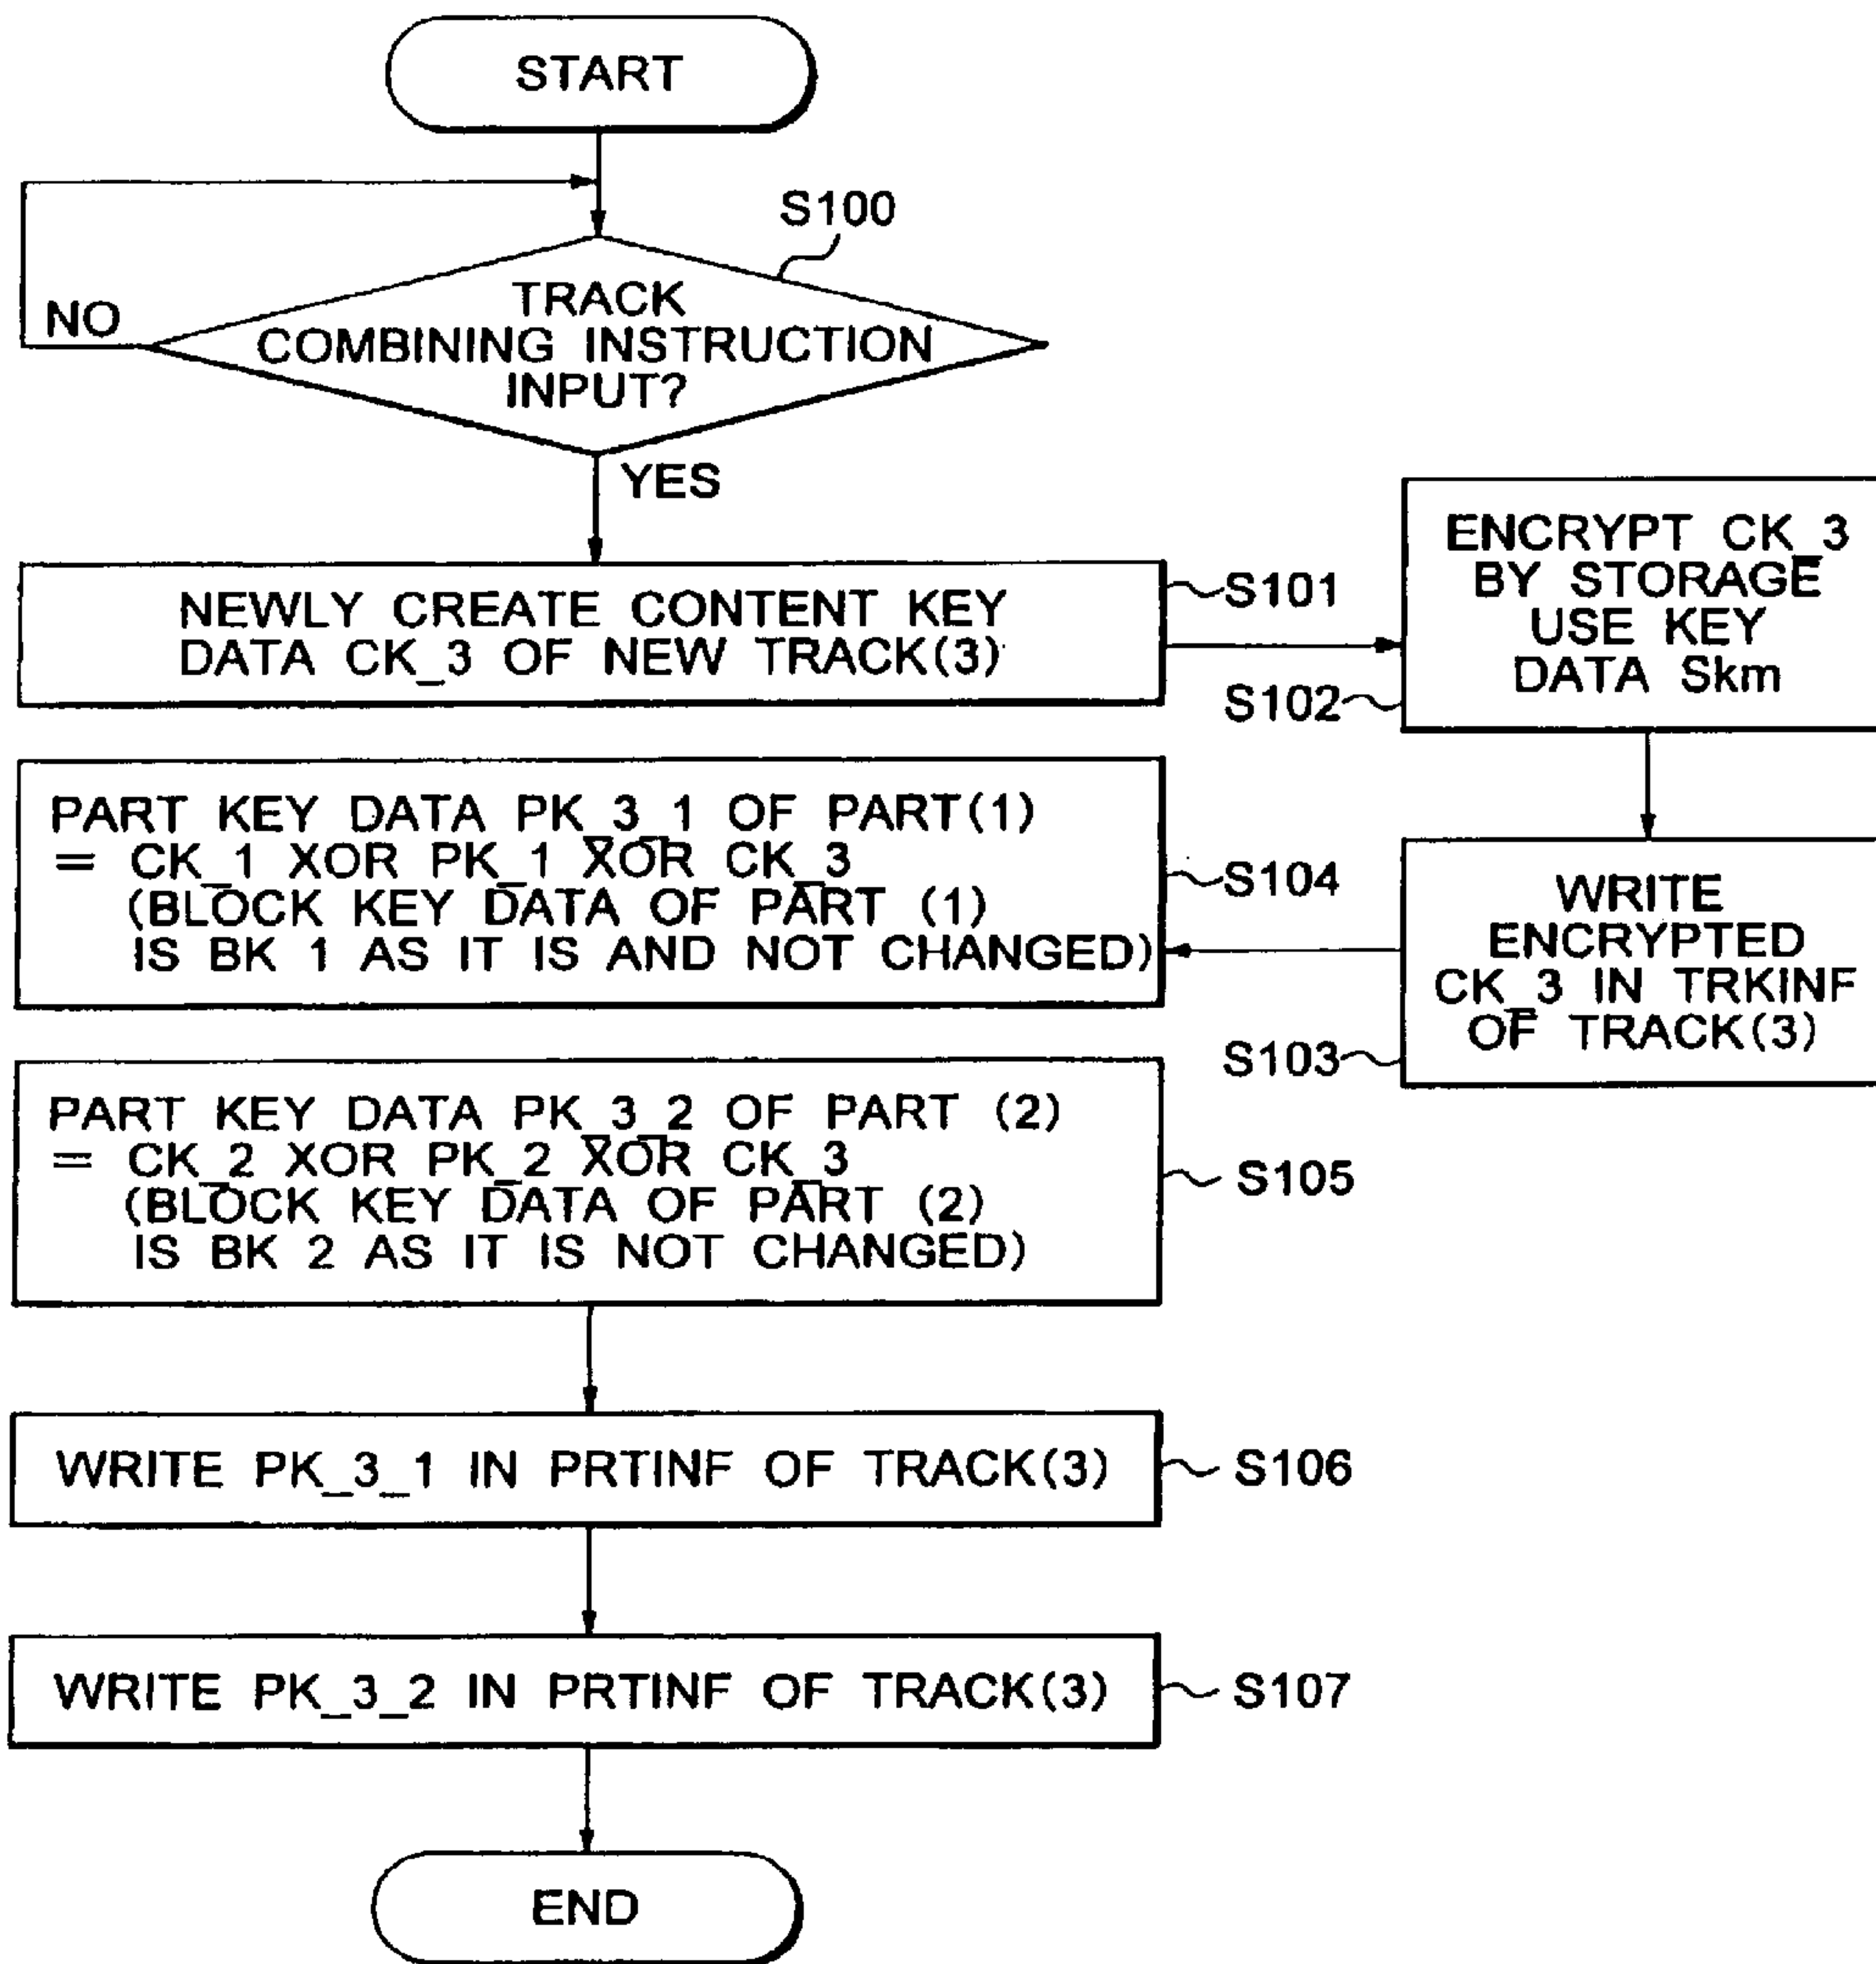 START
S100
NO
TRACK
COMBINING INSTRUCTION
INPUT?
YES
NEWLY CREATE CONTENT KEY
DATA CK_3 OF NEW TRACK(3)
S101
ENCRYPT CK_3
BY STORAGE
USE KEY
DATA Skm
S102
WRITE
ENCRYPTED
CK_3 IN TRKINF
OF TRACK(3)
S103
PART KEY DATA PK_3_1 OF PART(1)
= CK_1 XOR PK_1 XOR CK_3
(BLOCK KEY DATA OF PART (1)
IS BK 1 AS IT IS AND NOT CHANGED)
S104
PART KEY DATA PK_3_2 OF PART (2)
= CK_2 XOR PK_2 XOR CK_3
(BLOCK KEY DATA OF PART (2)
IS BK 2 AS IT IS NOT CHANGED)
S105
WRITE PK_3_1 IN PRTINF OF TRACK(3)
S106
WRITE PK_3_2 IN PRTINF OF TRACK(3)
S107
END